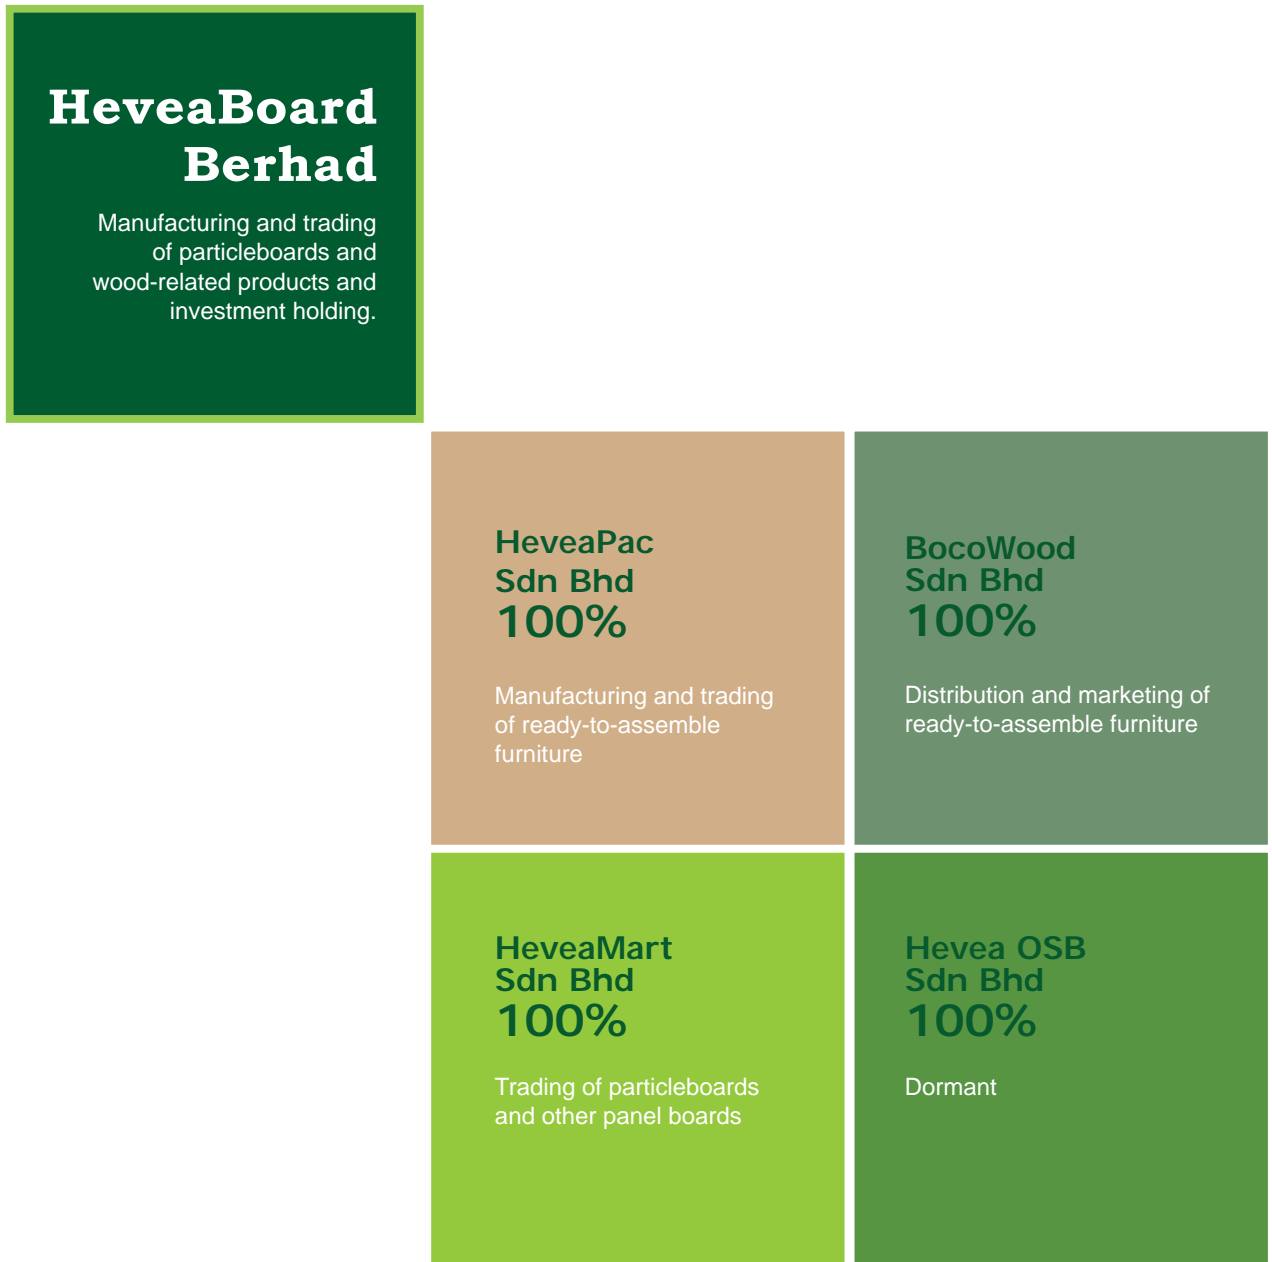 HeveaBoard
Berhad
Manufacturing and trading
of particleboards and
wood-related products and
investment holding.
HeveaPac
Sdn Bhd
100%
Manufacturing and trading
of ready-to-assemble
furniture
BocoWood
Sdn Bhd
100%
Distribution and marketing of
ready-to-assemble furniture
HeveaMart
Sdn Bhd
100%
Trading of particleboards
and other panel boards
Hevea OSB
Sdn Bhd
100%
Dormant